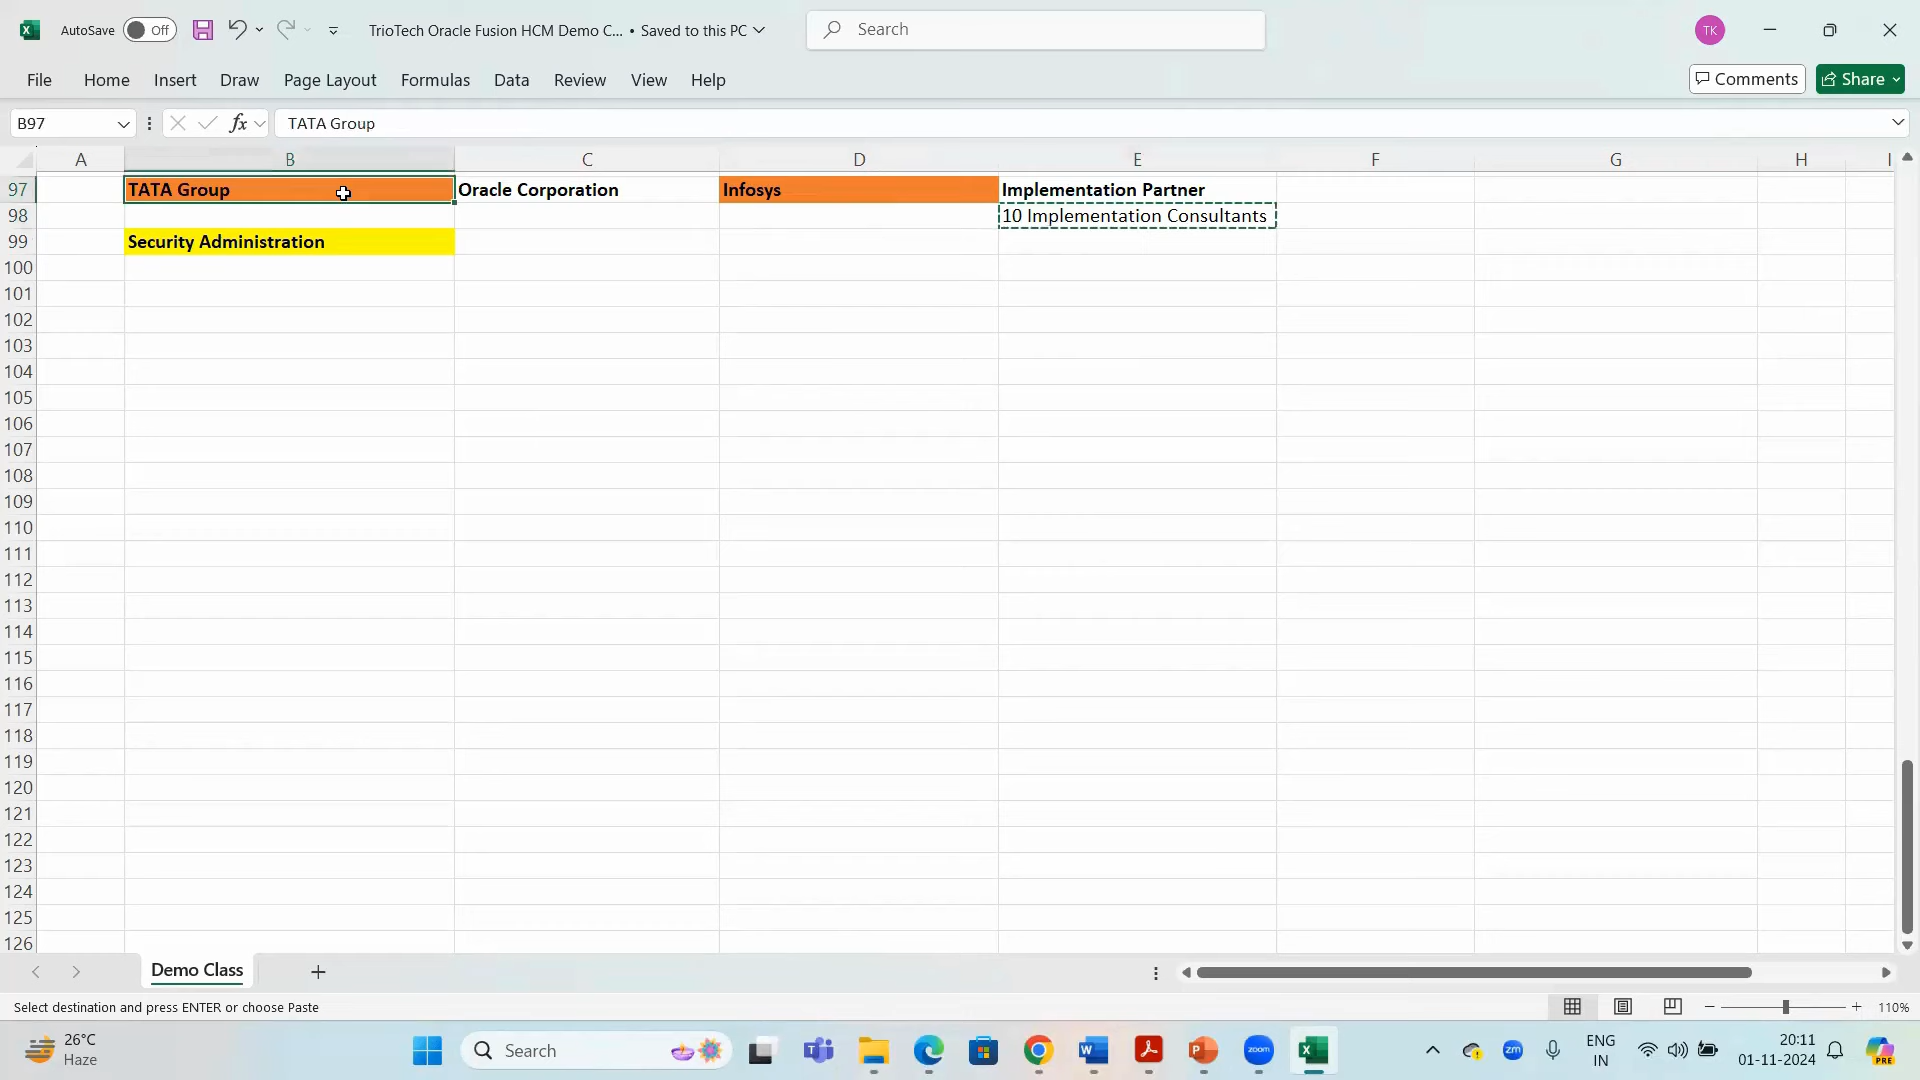 AutoSave Off TrioTech Oracle Fusion HCM Demo C... • Saved to this PC Search TK
File Home Insert Draw Page Layout Formulas Data Review View Help Comments Share
B97 fx TATA Group
A B C D E F G H I
97 TATA Group Oracle Corporation Infosys Implementation Partner
98 10 Implementation Consultants
99 Security Administration
100
101
102
103
104
105
106
107
108
109
110
111
112
113
114
115
116
117
118
119
120
121
122
123
124
125
126
Demo Class
Select destination and press ENTER or choose Paste 110%
26°C Haze Search zoom zm ENG IN 20:11 01-11-2024 PRE